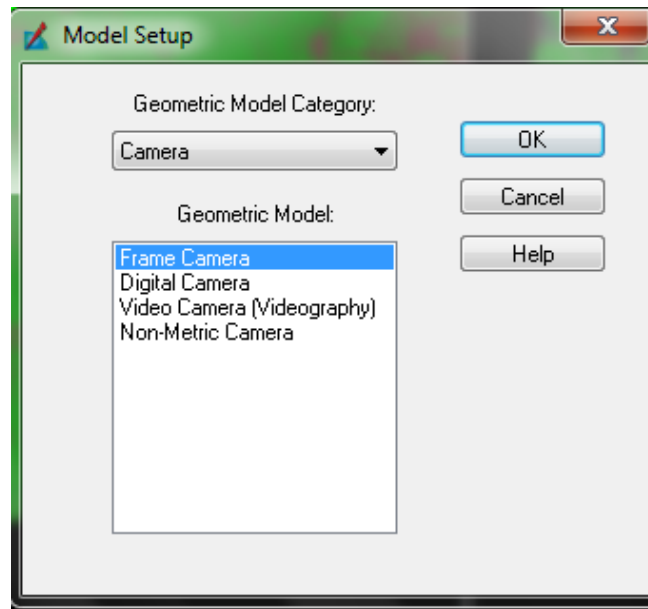 Model Setup
Geometric Model Category:
Camera
OK
Geometric Model:
Cancel
Frame Camera
Help
Digital Camera
Video Camera (Videography)
Non-Metric Camera